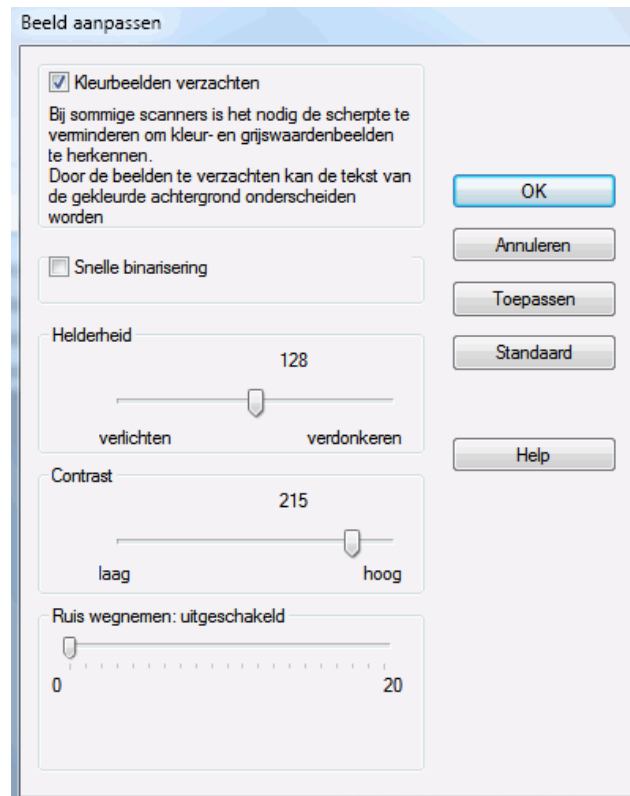 Beeld aanpassen
Kleurbeelden verzachten
Bij sommige scanners is het nodig de scherpte te
verminderen om kleur- en grijswaardenbeelden
te herkennen.
Door de beelden te verzachten kan de tekst van
de gekleurde achtergrond onderscheiden
worden
Snelle binarisering
Helderheid
128
verlichten verdonkeren
Contrast
215
laag hoog
Ruis wegnemen: uitgeschakeld
0 20
OK
Annuleren
Toepassen
Standaard
Help